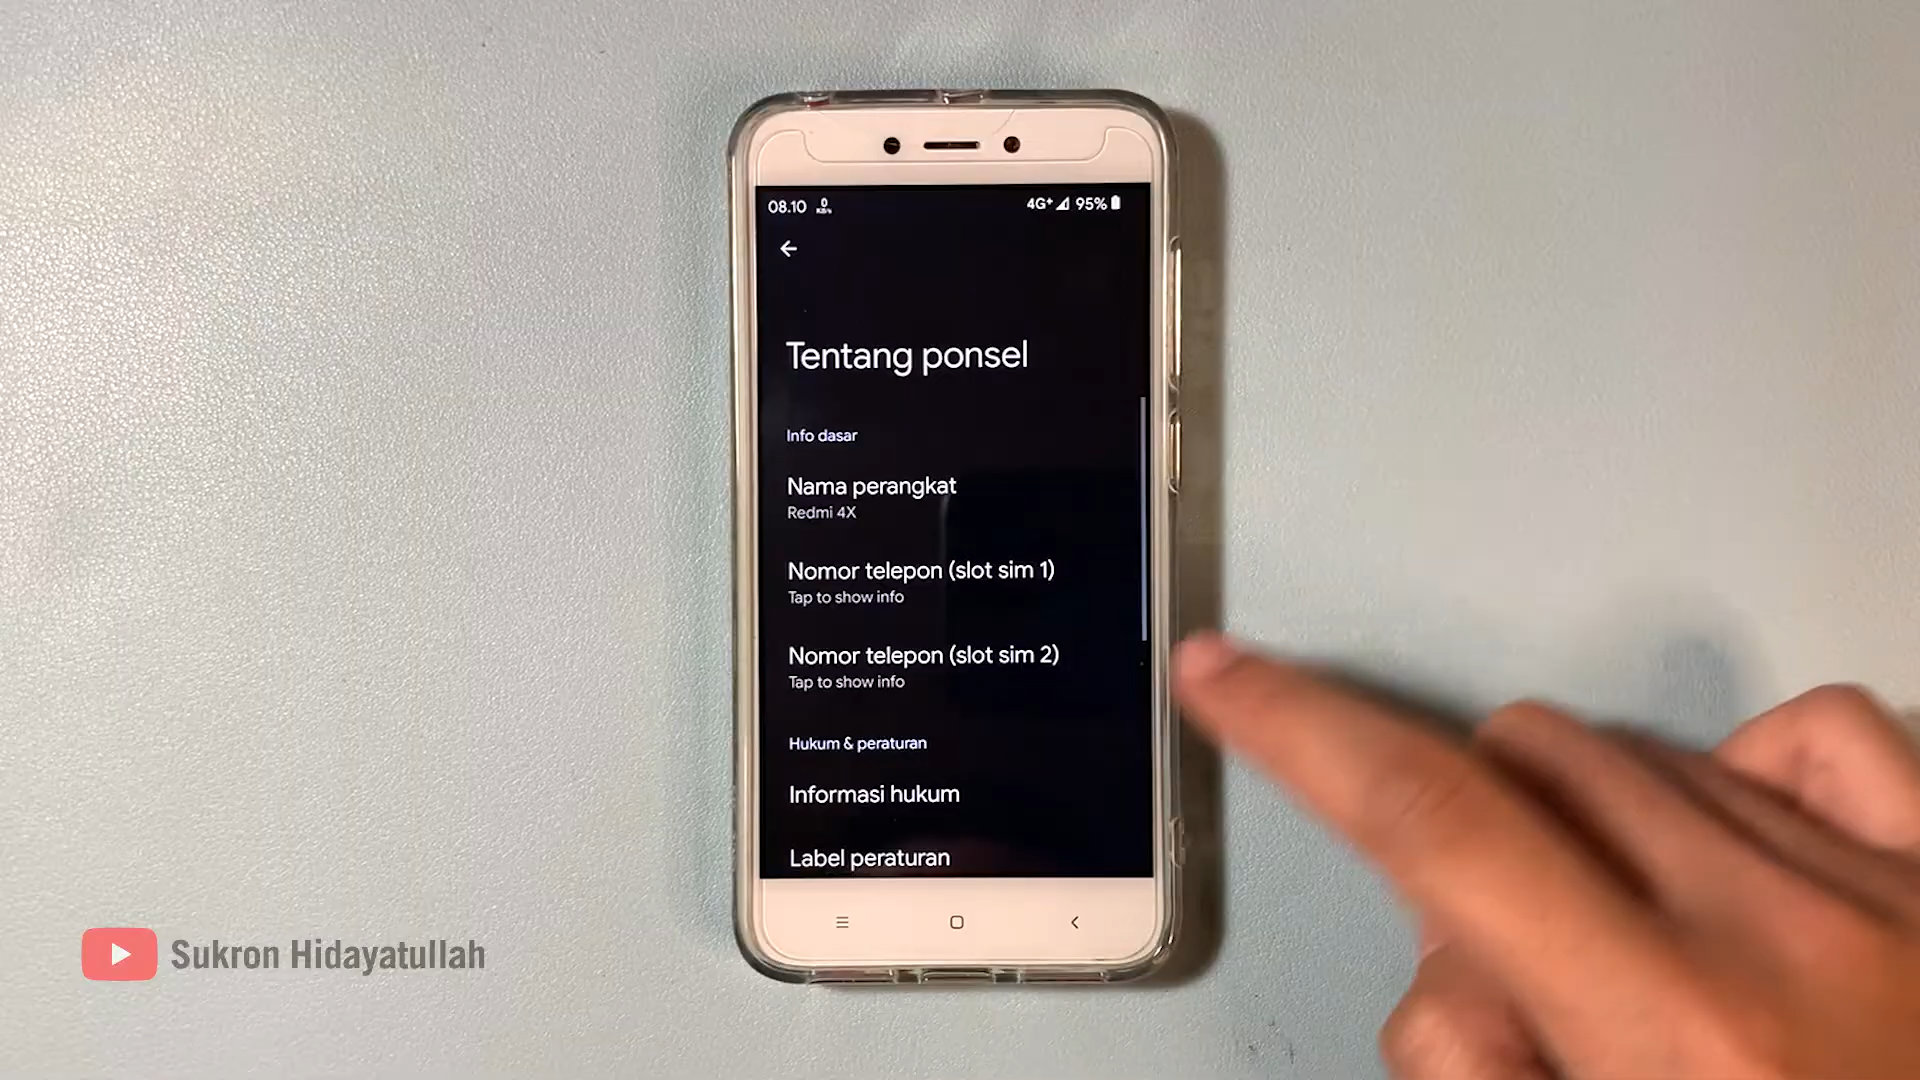 08.10
0
KB/s
4G+
95%
Tentang ponsel
Info dasar
Nama perangkat
Redmi 4X
Nomor telepon (slot sim 1)
Tap to show info
Nomor telepon (slot sim 2)
Tap to show info
Hukum & peraturan
Informasi hukum
Label peraturan
Sukron Hidayatullah